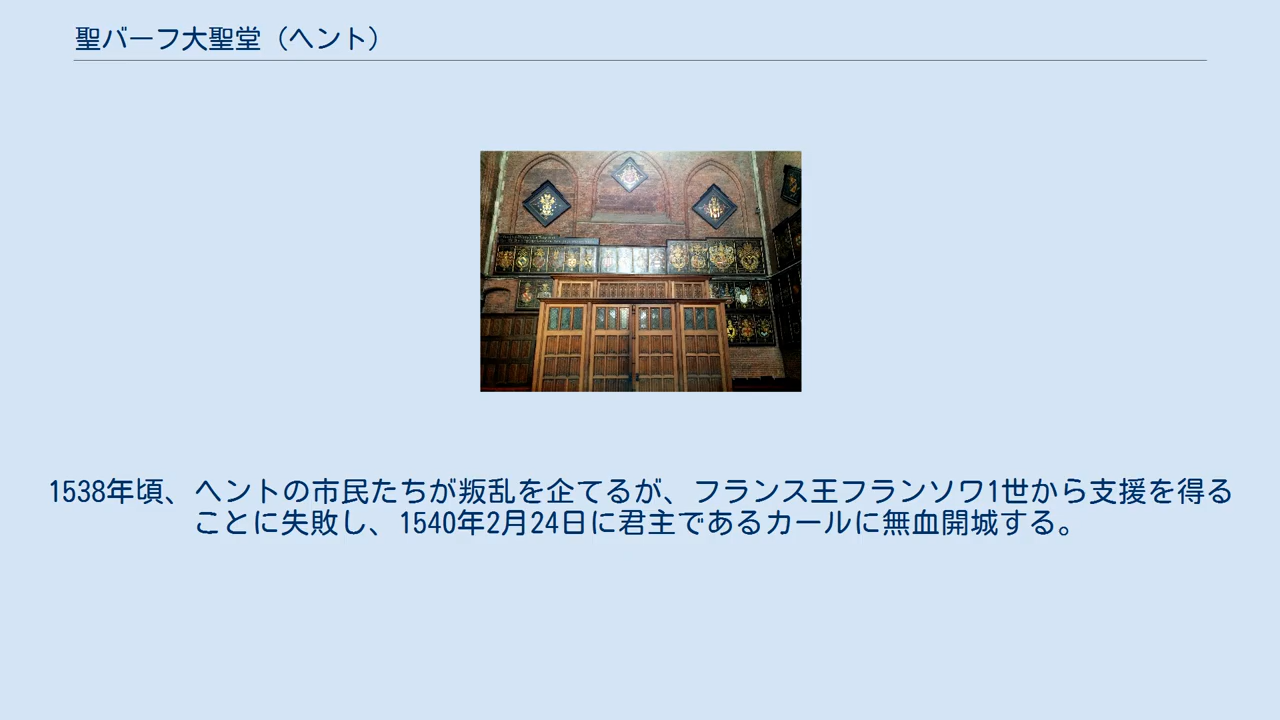 聖バーフ大聖堂（ヘント）
1538年頃、ヘントの市民たちが叛乱を企てるが、フランス王フランソワ1世から支援を得る
ことに失敗し、1540年2月24日に君主であるカールに無血開城する。